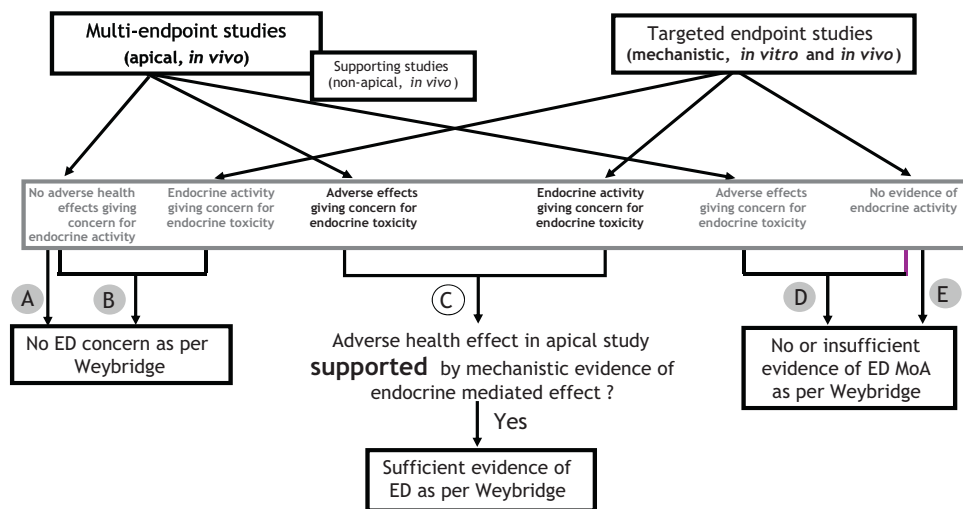 Multi-endpoint studies
(apical, in vivo)
Supporting studies
(non-apical, in vivo)
Targeted endpoint studies
(mechanistic, in vitro and in vivo)
No adverse health
effects giving
concern for
endocrine activity
Endocrine activity
giving concern for
endocrine toxicity
Adverse effects
giving concern for
endocrine toxicity
Endocrine activity
giving concern for
endocrine toxicity
Adverse effects
giving concern for
endocrine toxicity
No evidence of
endocrine activity
A
B
C
D
E
No ED concern as per
Weybridge
Adverse health effect in apical study
supported by mechanistic evidence of
endocrine mediated effect ?
No or insufficient
evidence of ED MoA
as per Weybridge
Yes
Sufficient evidence of
ED as per Weybridge